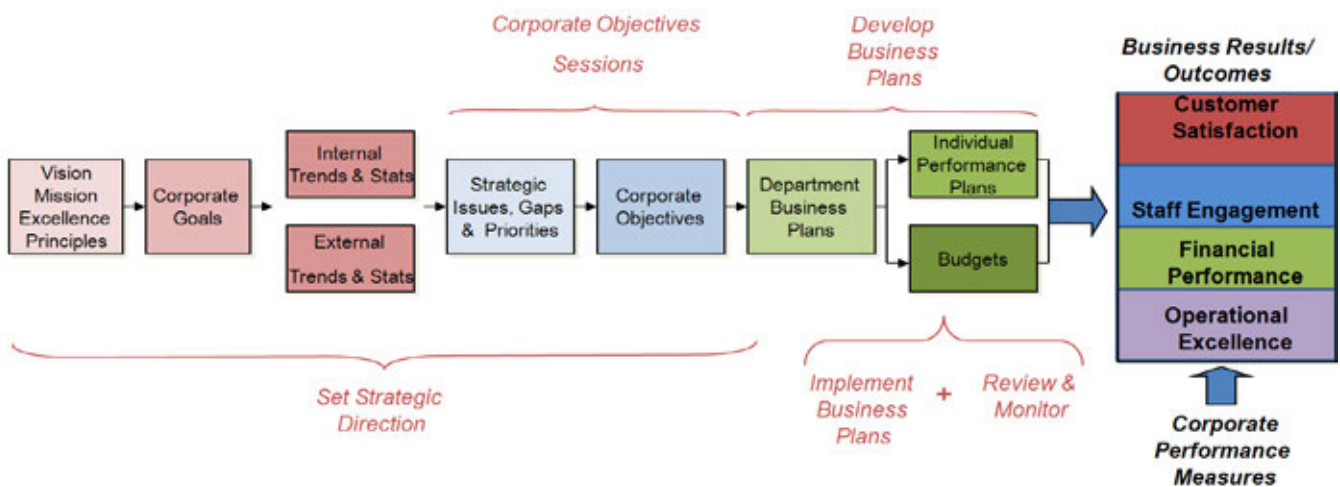 Corporate Objectives
Sessions
Develop
Business
Plans
Business Results/
Outcomes
Vision
Mission
Excellence
Principles
Corporate
Goals
Internal
Trends & Stats
External
Trends & Stats
Strategic
Issues, Gaps
& Priorities
Corporate
Objectives
Department
Business
Plans
Individual
Performance
Plans
Budgets
Customer
Satisfaction
Staff Engagement
Financial
Performance
Operational
Excellence
Set Strategic
Direction
Implement
Business
Plans
+
Review &
Monitor
Corporate
Performance
Measures